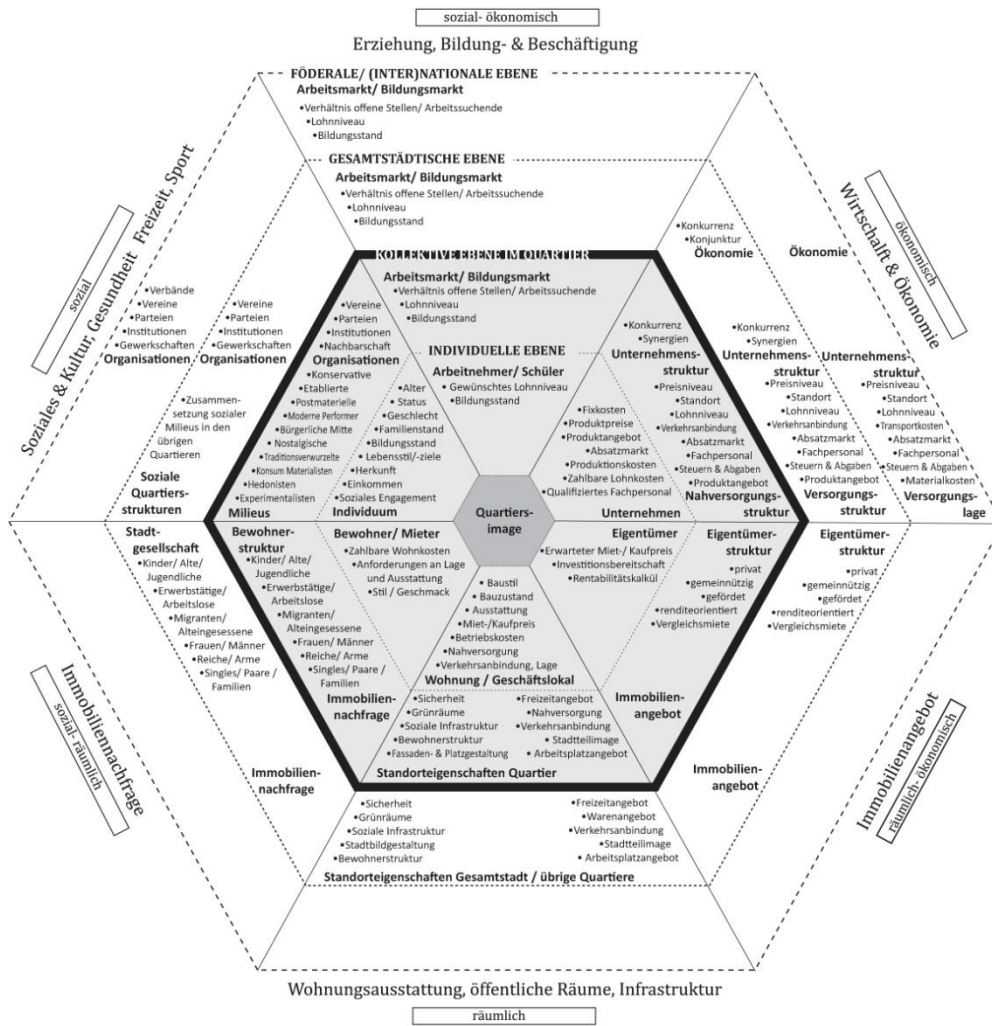 sozial- ökonomisch
Erziehung, Bildung- & Beschäftigung
FÖDERALE/ (INTER)NATIONALE EBENE
Arbeitsmarkt/ Bildungsmarkt
•Verhältnis offene Stellen/ Arbeitssuchende
•Lohnniveau
•Bildungsstand
GESAMTSTÄDTISCHE EBENE
Arbeitsmarkt/ Bildungsmarkt
•Verhältnis offene Stellen/ Arbeitssuchende
•Lohnniveau
•Bildungsstand
KOLLEKTIVE EBENE IM QUARTIER
Arbeitsmarkt/ Bildungsmarkt
•Verhältnis offene Stellen/ Arbeitssuchende
•Lohnniveau
•Bildungsstand
INDIVIDUELLE EBENE
Arbeitnehmer/ Schüler
• Gewünschtes Lohnniveau
•Bildungsstand
sozial
Soziales & Kultur, Gesundheit Freizeit, Sport
•Verbände
•Vereine
•Parteien
•Institutionen
•Gewerkschaften
Organisationen
•Vereine
•Parteien
•Institutionen
•Gewerkschaften
Organisationen
•Zusammen-
setzung sozialer
Milieus in den
übrigen
Quartieren
Soziale
Quartiers-
strukturen
•Vereine
•Parteien
•Institutionen
•Nachbarschaft
Organisationen
•Konservative
•Etablierte
•Postmaterielle
•Moderne Performer
•Bürgerliche Mitte
• Nostalgische
•Traditionsverwurzelte
•Konsum Materialisten
•Hedonisten
•Experimentalisten
Milieus
•Alter
• Status
•Geschlecht
•Familienstand
•Bildungsstand
• Lebensstil/-ziele
•Herkunft
•Einkommen
•Soziales Engagement
Individuum
Quartiers-
image
ökonomisch
Wirtschalft & Ökonomie
•Konkurrenz
•Konjunktur
Ökonomie
Ökonomie
•Konkurrenz
•Synergien
Unternehmens-
struktur
•Preisniveau
•Standort
•Lohnniveau
•Verkehrsanbindung
•Absatzmarkt
•Fachpersonal
•Steuern & Abgaben
•Produktangebot
Nahversorgungs-
struktur
•Fixkosten
•Produktpreise
•Produktangebot
•Absatzmarkt
•Produktionskosten
•Zahlbare Lohnkosten
•Qualifiziertes Fachpersonal
Unternehmen
•Konkurrenz
•Synergien
Unternehmens-
struktur
•Preisniveau
•Standort
•Lohnniveau
•Verkehrsanbindung
•Absatzmarkt
•Fachpersonal
•Steuern & Abgaben
•Produktangebot
Versorgungs-
struktur
Unternehmens-
struktur
•Preisniveau
•Standort
•Lohnniveau
•Transportkosten
•Absatzmarkt
•Fachpersonal
•Steuern & Abgaben
•Materialkosten
Versorgungs-
lage
Stadt-
gesellschaft
•Kinder/ Alte/
Jugendliche
•Erwerbstätige/
Arbeitslose
•Migranten/
Alteingesessene
•Frauen/ Männer
•Reiche/ Arme
•Singles/ Paare /
Familien
Bewohner-
struktur
•Kinder/ Alte/
Jugendliche
•Erwerbstätige/
Arbeitslose
•Migranten/
Alteingesessene
•Frauen/ Männer
•Reiche/ Arme
•Singles/ Paare /
Familien
Immobilien-
nachfrage
Bewohner/ Mieter
•Zahlbare Wohnkosten
•Anforderungen an Lage
und Ausstattung
•Stil / Geschmack
Immobilien-
nachfrage
Immobiliennachfrage
sozial- räumlich
Eigentümer
•Erwarteter Miet-/ Kaufpreis
•Investitionsbereitschaft
•Rentabilitätskalkül
Eigentümer-
struktur
•privat
•gemeinnützig
•gefördet
•renditeorientiert
•Vergleichsmiete
Immobilien-
angebot
Eigentümer-
struktur
•privat
•gemeinnützig
•gefördet
•renditeorientiert
•Vergleichsmiete
Immobilien-
angebot
Immobilienangebot
räumlich- ökonomisch
• Baustil
• Bauzustand
• Ausstattung
•Miet-/Kaufpreis
•Betriebskosten
•Nahversorgung
•Verkehrsanbindung, Lage
Wohnung / Geschäftslokal
•Sicherheit
•Grünräume
•Soziale Infrastruktur
•Bewohnerstruktur
•Fassaden- & Platzgestaltung
•Freizeitangebot
•Nahversorgung
•Verkehrsanbindung
• Stadtteilimage
• Arbeitsplatzangebot
Standorteigenschaften Quartier
•Sicherheit
•Grünräume
•Soziale Infrastruktur
•Stadtbildgestaltung
•Bewohnerstruktur
•Freizeitangebot
•Warenangebot
•Verkehrsanbindung
•Stadtteilimage
• Arbeitsplatzangebot
Standorteigenschaften Gesamtstadt / übrige Quartiere
Wohnungsausstattung, öffentliche Räume, Infrastruktur
räumlich